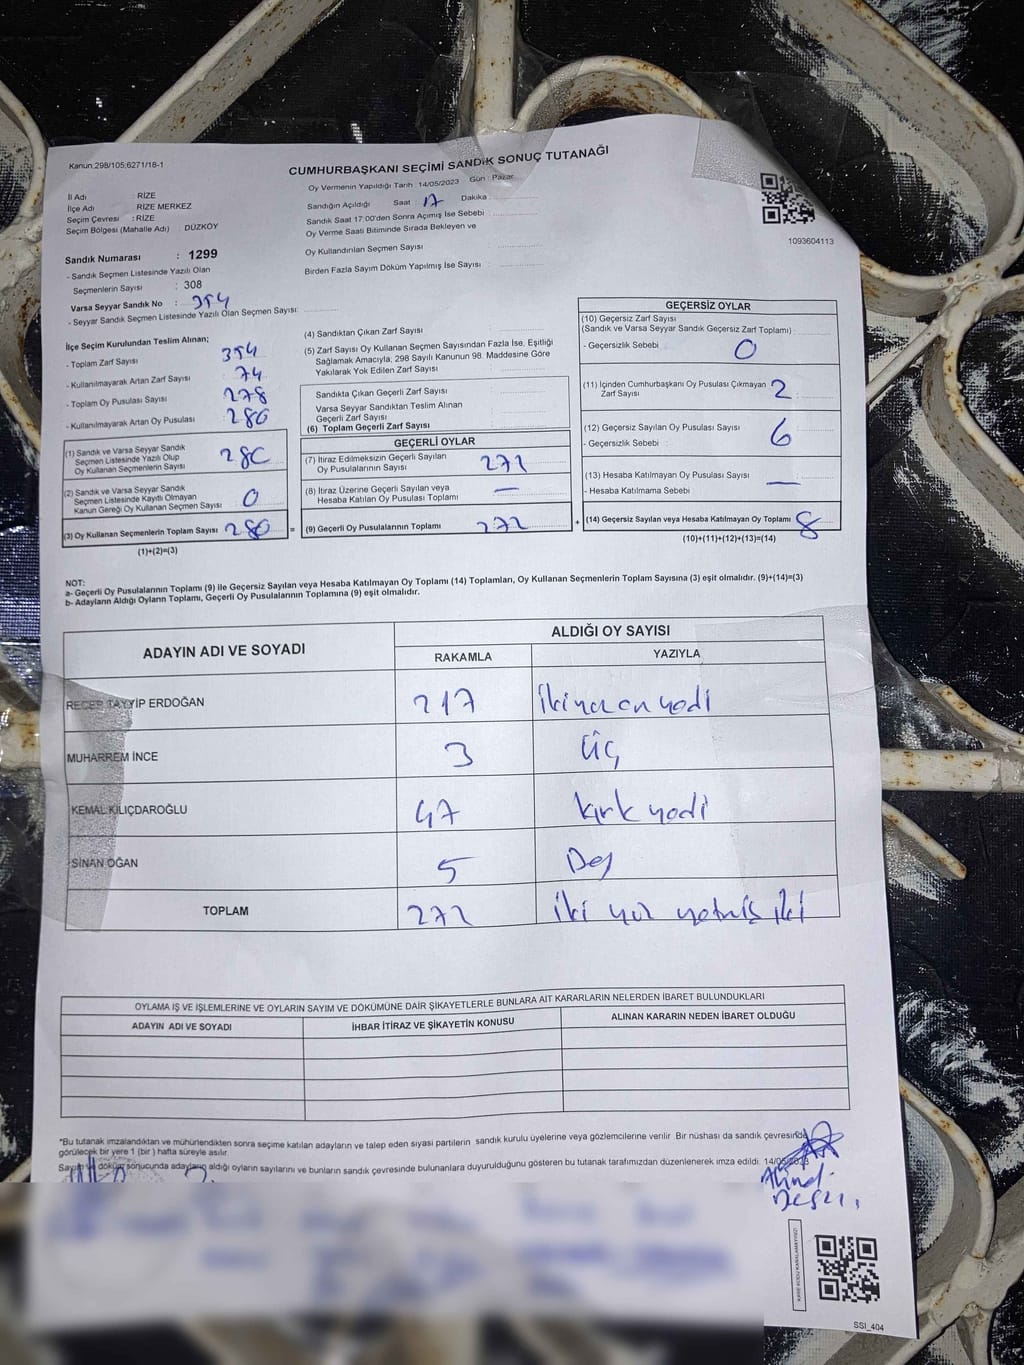 Kanun:298/105;6271/18-1
CUMHURBAŞKANI SEÇİMİ SANDIK SONUÇ TUTANAĞI
Oy Vermenin Yapıldığı Tarih : 14/05/2023 Gün : Pazar
İl Adı : RİZE
İlçe Adı : RİZE MERKEZ
Seçim Çevresi : RİZE
Seçim Bölgesi (Mahalle Adı) DÜZKÖY
Sandığın Açıldığı Saat : 17 Dakika :
Sandık Saat 17:00'den Sonra Açımış İse Sebebi :
Oy Verme Saati Bitiminde Sırada Bekleyen ve
Oy Kullandırılan Seçmen Sayısı :
Birden Fazla Sayım Döküm Yapılmış İse Sayısı :
1093604113
Sandık Numarası : 1299
- Sandık Seçmen Listesinde Yazılı Olan
Seçmenlerin Sayısı : 308
Varsa Seyyar Sandık No : 354
- Seyyar Sandık Seçmen Listesinde Yazılı Olan Seçmen Sayısı:
İlçe Seçim Kurulundan Teslim Alınan;
- Toplam Zarf Sayısı 354
- Kullanılmayarak Artan Zarf Sayısı 74
- Toplam Oy Pusulası Sayısı 278
- Kullanılmayarak Artan Oy Pusulası 280
(1) Sandık ve Varsa Seyyar Sandık
Seçmen Listesinde Yazılı Olup
Oy Kullanan Seçmenlerin Sayısı 280
(2) Sandık ve Varsa Seyyar Sandık
Seçmen Listesinde Kayıtlı Olmayan
Kanun Gereği Oy Kullanan Seçmen Sayısı 0
(3) Oy Kullanan Seçmenlerin Toplam Sayısı 280 =
(1)+(2)=(3)
(4) Sandıktan Çıkan Zarf Sayısı :
(5) Zarf Sayısı Oy Kullanan Seçmen Sayısından Fazla İse, Eşitliği
Sağlamak Amacıyla; 298 Sayılı Kanunun 98. Maddesine Göre
Yakılarak Yok Edilen Zarf Sayısı :
Sandıkta Çıkan Geçerli Zarf Sayısı :
Varsa Seyyar Sandıktan Teslim Alınan
Geçerli Zarf Sayısı :
(6) Toplam Geçerli Zarf Sayısı :
GEÇERLİ OYLAR
(7) İtiraz Edilmeksizin Geçerli Sayılan
Oy Pusulalarının Sayısı : 272
(8) İtiraz Üzerine Geçerli Sayılan veya
Hesaba Katılan Oy Pusulası Toplamı : —
(9) Geçerli Oy Pusulalarının Toplamı : 272 +
GEÇERSİZ OYLAR
(10) Geçersiz Zarf Sayısı
(Sandık ve Varsa Seyyar Sandık Geçersiz Zarf Toplamı) :
- Geçersizlik Sebebi : 0
(11) İçinden Cumhurbaşkanı Oy Pusulası Çıkmayan
Zarf Sayısı : 2
(12) Geçersiz Sayılan Oy Pusulası Sayısı : 6
- Geçersizlik Sebebi :
(13) Hesaba Katılmayan Oy Pusulası Sayısı : —
- Hesaba Katılmama Sebebi :
(14) Geçersiz Sayılan veya Hesaba Katılmayan Oy Toplamı : 8
(10)+(11)+(12)+(13)=(14)
NOT:
a- Geçerli Oy Pusulalarının Toplamı (9) ile Geçersiz Sayılan veya Hesaba Katılmayan Oy Toplamı (14) Toplamları, Oy Kullanan Seçmenlerin Toplam Sayısına (3) eşit olmalıdır. (9)+(14)=(3)
b- Adayların Aldığı Oyların Toplamı, Geçerli Oy Pusulalarının Toplamına (9) eşit olmalıdır.
ADAYIN ADI VE SOYADI
ALDIĞI OY SAYISI
RAKAMLA YAZIYLA
RECEP TAYYİP ERDOĞAN 217 ikiyüz on yedi
MUHARREM İNCE 3 üç
KEMAL KILIÇDAROĞLU 47 Kırk yedi
SİNAN OĞAN 5 Beş
TOPLAM 272 iki yüz yetmiş iki
OYLAMA İŞ VE İŞLEMLERİNE VE OYLARIN SAYIM VE DÖKÜMÜNE DAİR ŞİKAYETLERLE BUNLARA AİT KARARLARIN NELERDEN İBARET BULUNDUKLARI
ADAYIN ADI VE SOYADI İHBAR İTİRAZ VE ŞİKAYETİN KONUSU ALINAN KARARIN NEDEN İBARET OLDUĞU
*Bu tutanak imzalandıktan ve mühürlendikten sonra seçime katılan adayların ve talep eden siyasi partilerin sandık kurulu üyelerine veya gözlemcilerine verilir. Bir nüshası da sandık çevresinde
görülecek bir yere 1 (bir) hafta süreyle asılır.
Sayım ve döküm sonucunda adayların aldığı oyların sayılarını ve bunların sandık çevresinde bulunanlara duyurulduğunu gösteren bu tutanak tarafımızdan düzenlenerek imza edildi. 14/05/2023
KARE KODU KARALAMAYINIZ!
SSI_404